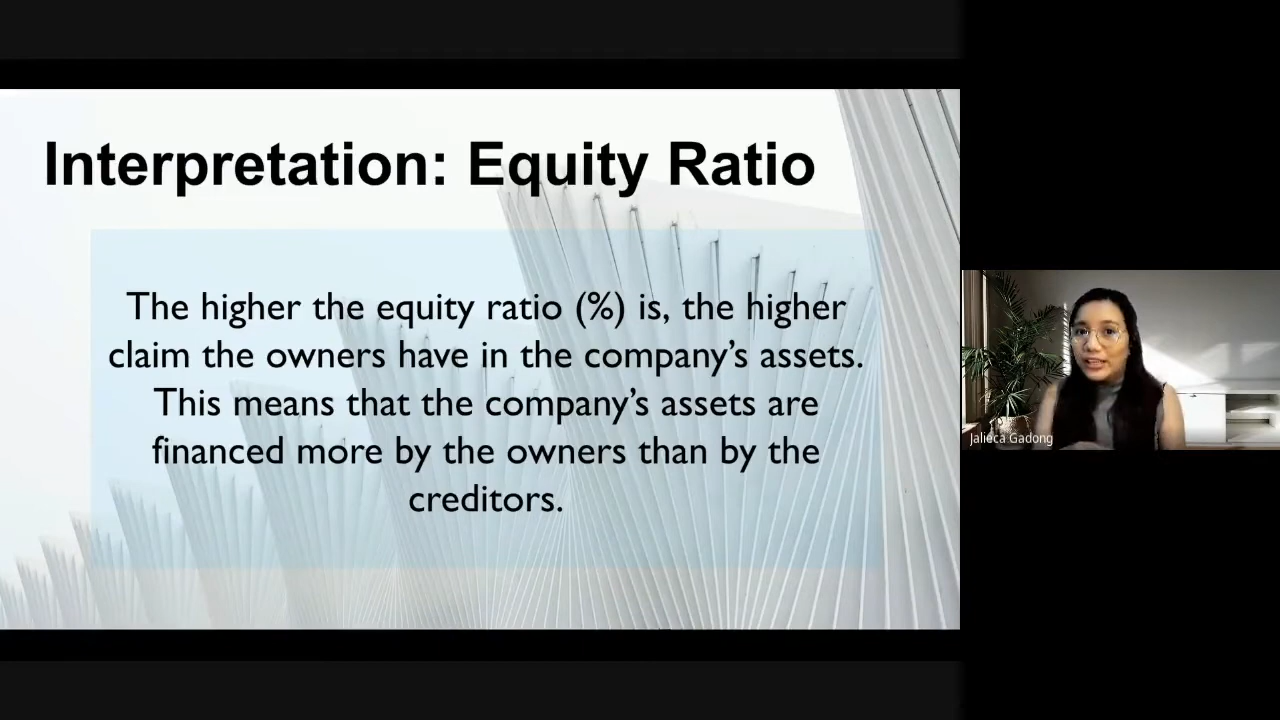 Interpretation: Equity Ratio
The higher the equity ratio (%) is, the higher
claim the owners have in the company’s assets.
This means that the company’s assets are
financed more by the owners than by the
creditors.
Jalieca Gadong